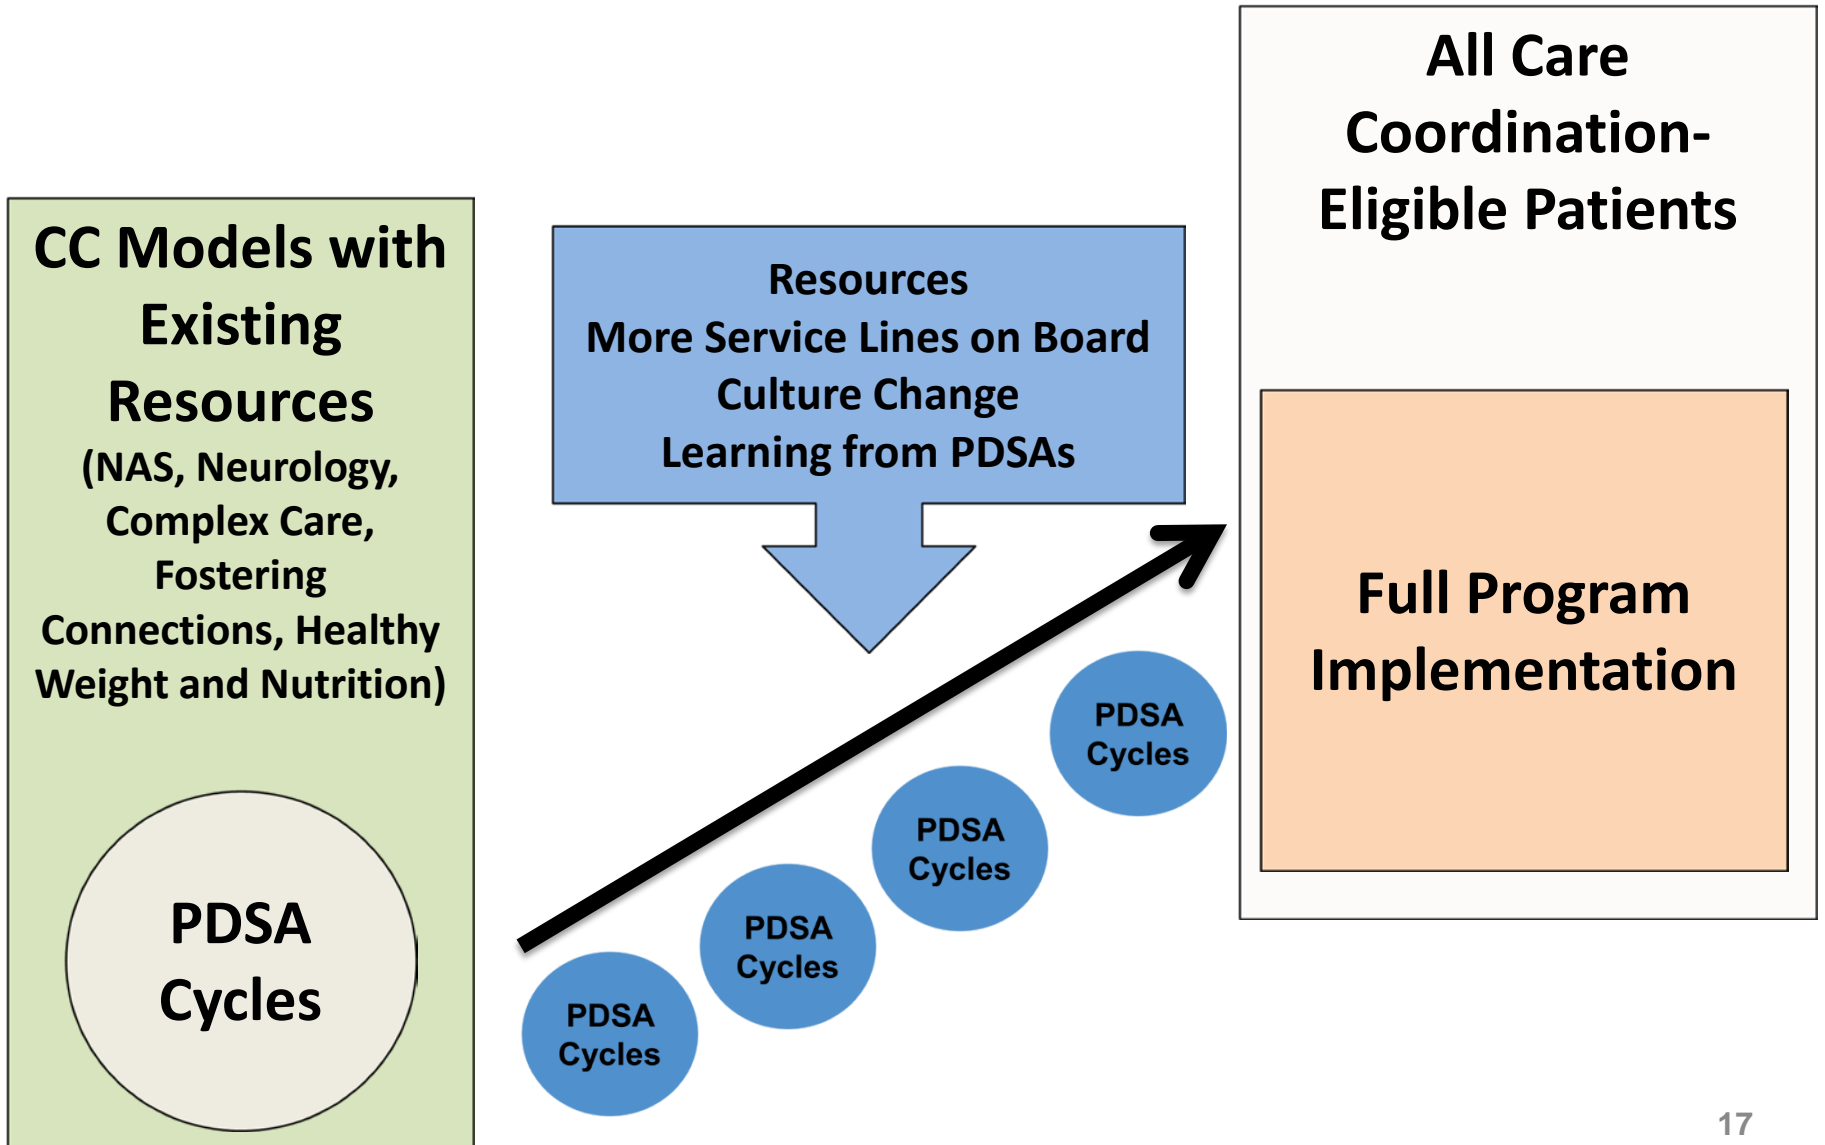 CC Models with
Existing
Resources
(NAS, Neurology,
Complex Care,
Fostering
Connections, Healthy
Weight and Nutrition)
PDSA
Cycles
Resources
More Service Lines on Board
Culture Change
Learning from PDSAs
PDSA
Cycles
PDSA
Cycles
PDSA
Cycles
PDSA
Cycles
All Care
Coordination-
Eligible Patients
Full Program
Implementation
17